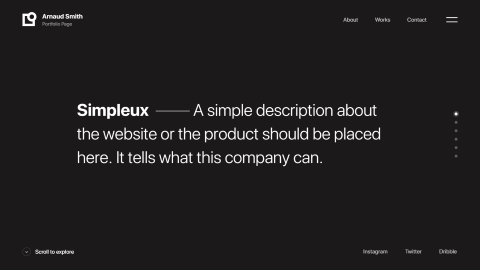 Arnaud Smith
Portfolio Page
About Works Contact
Simpleux —— A simple description about
the website or the product should be placed
here. It tells what this company can.
Scroll to explore
Instagram Twitter Dribble